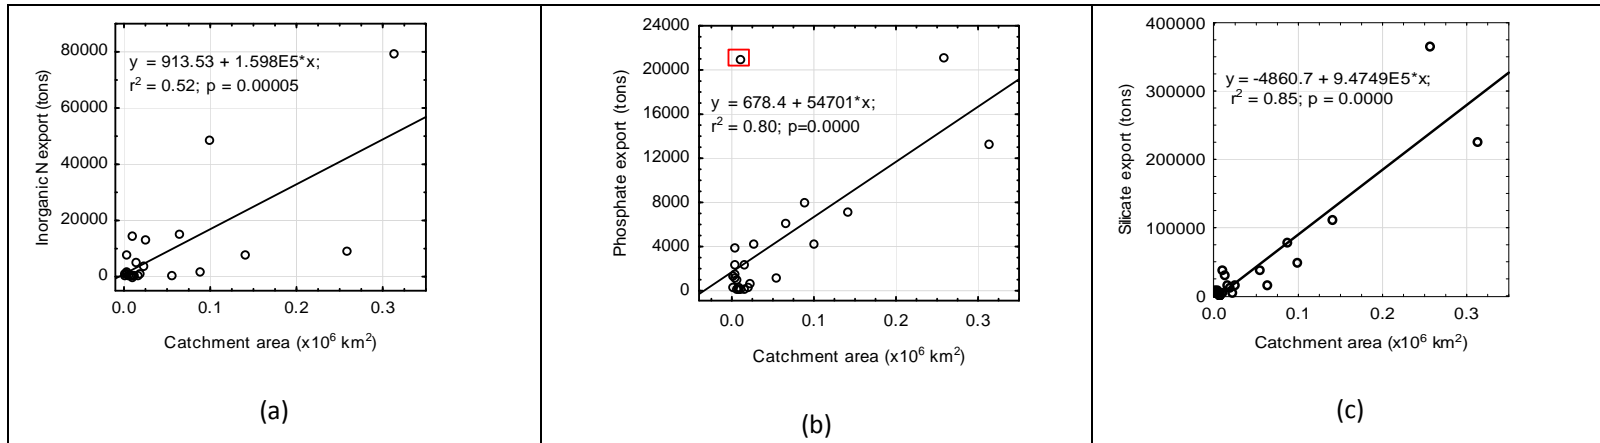 80000
60000
40000
20000
0
Inorganic N export (tons)
y = 913.53 + 1.598E5*x;
r² = 0.52; p = 0.00005
0.0 0.1 0.2 0.3
Catchment area (x10⁶ km²)
(a)
24000
20000
16000
12000
8000
4000
0
Phosphate export (tons)
y = 678.4 + 54701*x;
r² = 0.80; p=0.0000
0.0 0.1 0.2 0.3
Catchment area (x10⁶ km²)
(b)
400000
300000
200000
100000
0
Silicate export (tons)
y = -4860.7 + 9.4749E5*x;
r² = 0.85; p = 0.0000
0.0 0.1 0.2 0.3
Catchment area (x10⁶ km²)
(c)